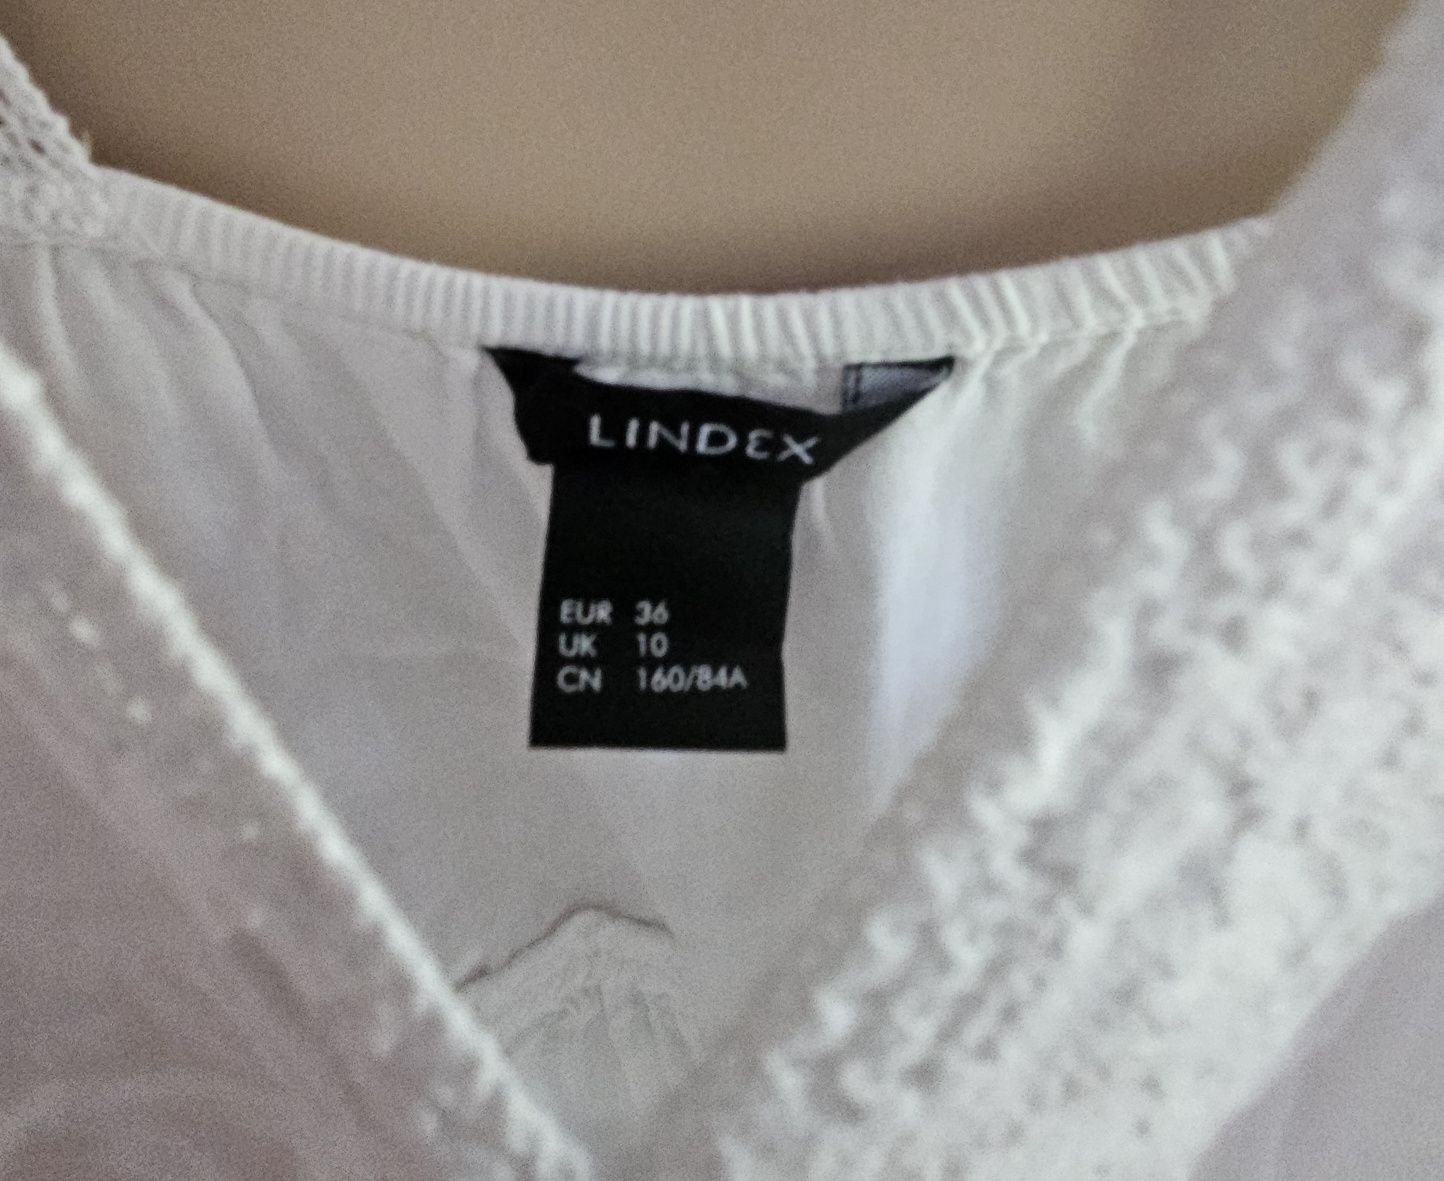 LINDEX
EUR 36
UK 10
CN 160/84A